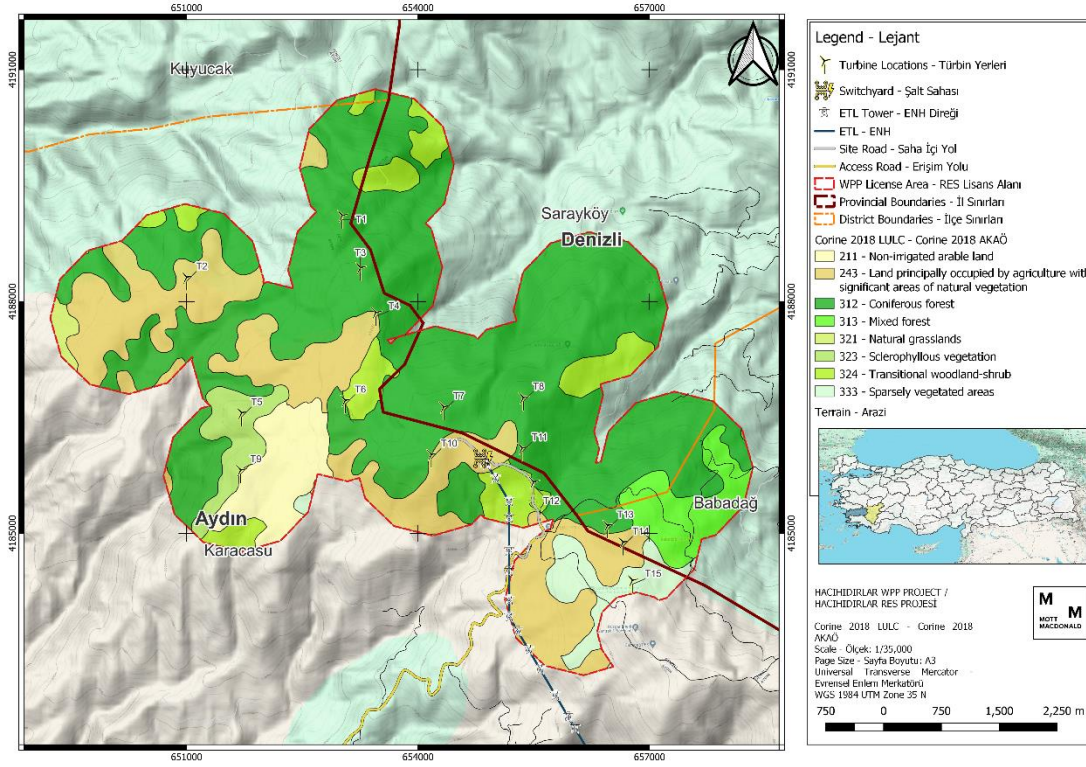 651000
654000
657000
4191000
4188000
4185000
Kuyucak
Sarayköy
Denizli
T1
T3
T2
T4
T6
T7
T8
T5
T11
T10
T9
T12
T13
T14
T15
Babadağ
Aydın
Karacasu
4191000
4188000
4185000
651000
654000
657000
Legend - Lejant
Turbine Locations - Türbin Yerleri
Switchyard - Şalt Sahası
ETL Tower - ENH Direği
ETL - ENH
Site Road - Saha İçi Yol
Access Road - Erişim Yolu
WPP License Area - RES Lisans Alanı
Provincial Boundaries - İl Sınırları
District Boundaries - İlçe Sınırları
Corine 2018 LULC - Corine 2018 AKAÖ
211 - Non-irrigated arable land
243 - Land principally occupied by agriculture with
significant areas of natural vegetation
312 - Coniferous forest
313 - Mixed forest
321 - Natural grasslands
323 - Sclerophyllous vegetation
324 - Transitional woodland-shrub
333 - Sparsely vegetated areas
Terrain - Arazi
HACIHIDIRLAR WPP PROJECT /
HACIHIDIRLAR RES PROJESİ
M
M
MOTT
MACDONALD
Corine 2018 LULC - Corine 2018
AKAÖ
Scale - Ölçek: 1/35,000
Page Size - Sayfa Boyutu: A3
Universal Transverse Mercator -
Evrensel Enlem Merkatörü
WGS 1984 UTM Zone 35 N
750 0 750 1,500 2,250 m